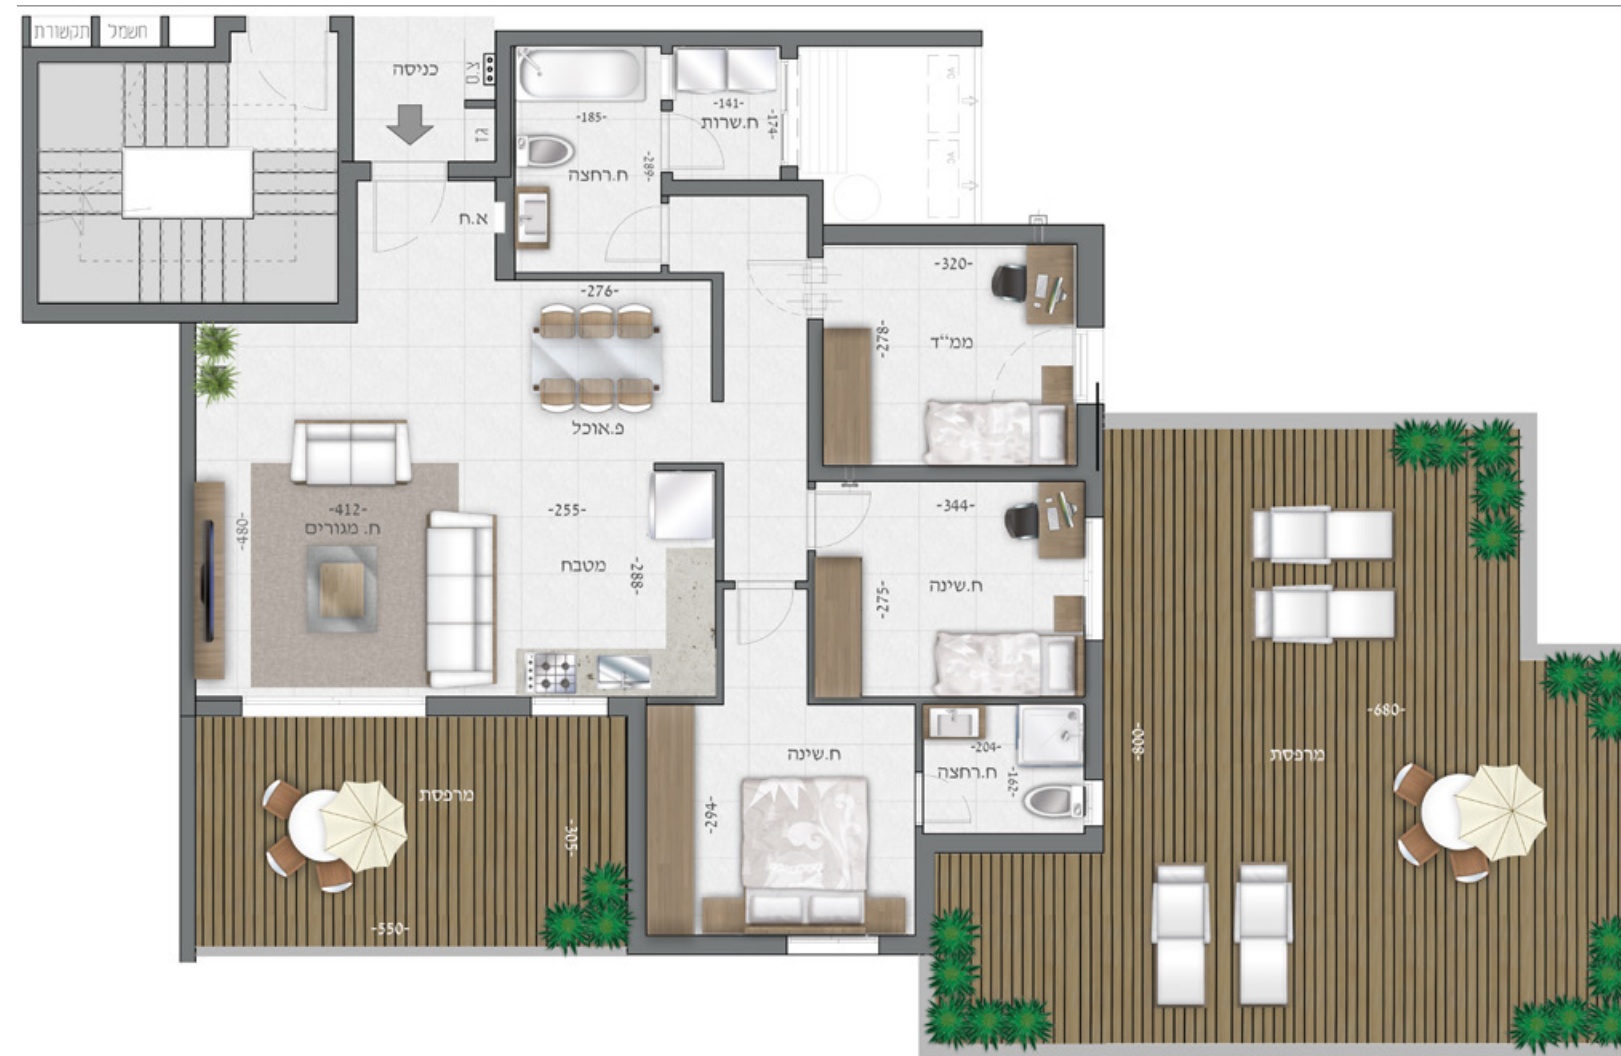 תקשורת
חשמל
כניסה
צ.ס
גז
א.ח
-185-
-289-
ח.רחצה
-141-
ח.שרות
-174-
-320-
-278-
ממ"ד
-276-
פ.אוכל
-412-
ח. מגורים
-480-
-255-
מטבח
-288-
-344-
-275-
ח.שינה
ח.שינה
-294-
-204-
ח.רחצה
-680-
-800-
מרפסת
מרפסת
-305-
-550-